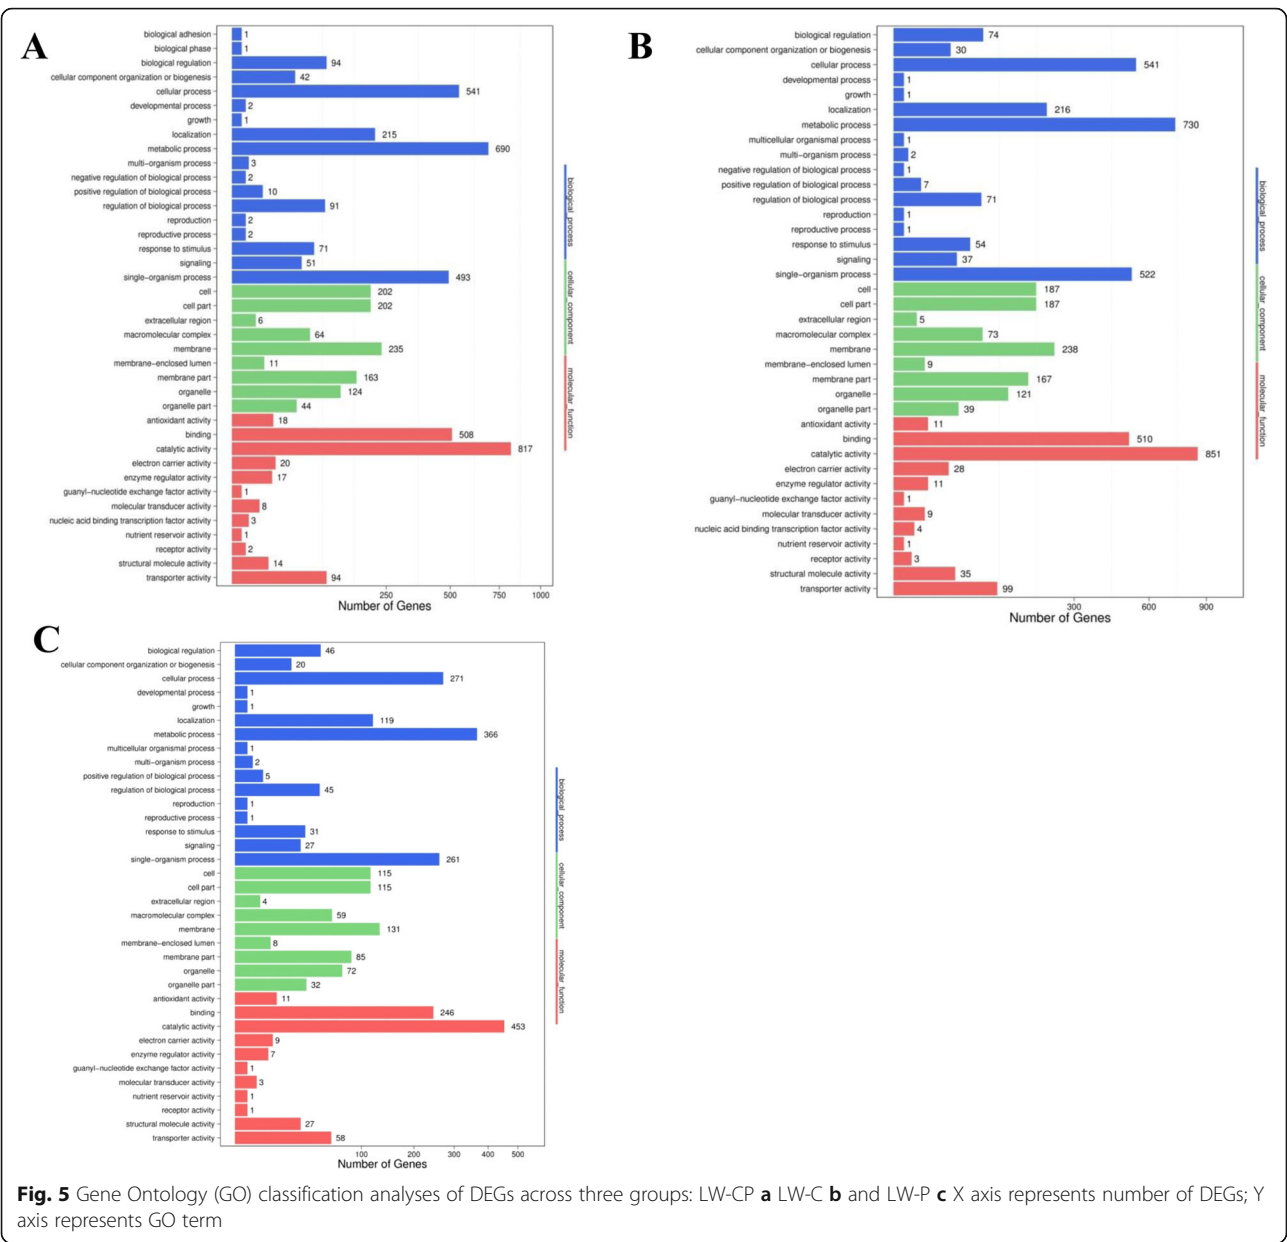 A
biological adhesion 1
biological phase 1
biological regulation 94
cellular component organization or biogenesis 42
cellular process 541
developmental process 2
growth 1
localization 215
metabolic process 690
multi-organism process 3
negative regulation of biological process 2
positive regulation of biological process 10
regulation of biological process 91
reproduction 2
reproductive process 2
response to stimulus 71
signaling 51
single-organism process 493
cell 202
cell part 202
extracellular region 6
macromolecular complex 64
membrane 235
membrane-enclosed lumen 11
membrane part 163
organelle 124
organelle part 44
antioxidant activity 18
binding 508
catalytic activity 817
electron carrier activity 20
enzyme regulator activity 17
guanyl-nucleotide exchange factor activity 1
molecular transducer activity 8
nucleic acid binding transcription factor activity 3
nutrient reservoir activity 1
receptor activity 2
structural molecule activity 14
transporter activity 94
250 500 750 1000
Number of Genes
biological_process
cellular_component
molecular_function
B
biological regulation 74
cellular component organization or biogenesis 30
cellular process 541
developmental process 1
growth 1
localization 216
metabolic process 730
multicellular organismal process 1
multi-organism process 2
negative regulation of biological process 1
positive regulation of biological process 7
regulation of biological process 71
reproduction 1
reproductive process 1
response to stimulus 54
signaling 37
single-organism process 522
cell 187
cell part 187
extracellular region 5
macromolecular complex 73
membrane 238
membrane-enclosed lumen 9
membrane part 167
organelle 121
organelle part 39
antioxidant activity 11
binding 510
catalytic activity 851
electron carrier activity 28
enzyme regulator activity 11
guanyl-nucleotide exchange factor activity 1
molecular transducer activity 9
nucleic acid binding transcription factor activity 4
nutrient reservoir activity 1
receptor activity 3
structural molecule activity 35
transporter activity 99
300 600 900
Number of Genes
biological_process
cellular_component
molecular_function
C
biological regulation 46
cellular component organization or biogenesis 20
cellular process 271
developmental process 1
growth 1
localization 119
metabolic process 366
multicellular organismal process 1
multi-organism process 2
positive regulation of biological process 5
regulation of biological process 45
reproduction 1
reproductive process 1
response to stimulus 31
signaling 27
single-organism process 261
cell 115
cell part 115
extracellular region 4
macromolecular complex 59
membrane 131
membrane-enclosed lumen 8
membrane part 85
organelle 72
organelle part 32
antioxidant activity 11
binding 246
catalytic activity 453
electron carrier activity 9
enzyme regulator activity 7
guanyl-nucleotide exchange factor activity 1
molecular transducer activity 3
nutrient reservoir activity 1
receptor activity 1
structural molecule activity 27
transporter activity 58
100 200 300 400 500
Number of Genes
biological_process
cellular_component
molecular_function
Fig. 5 Gene Ontology (GO) classification analyses of DEGs across three groups: LW-CP a LW-C b and LW-P c X axis represents number of DEGs; Y
axis represents GO term